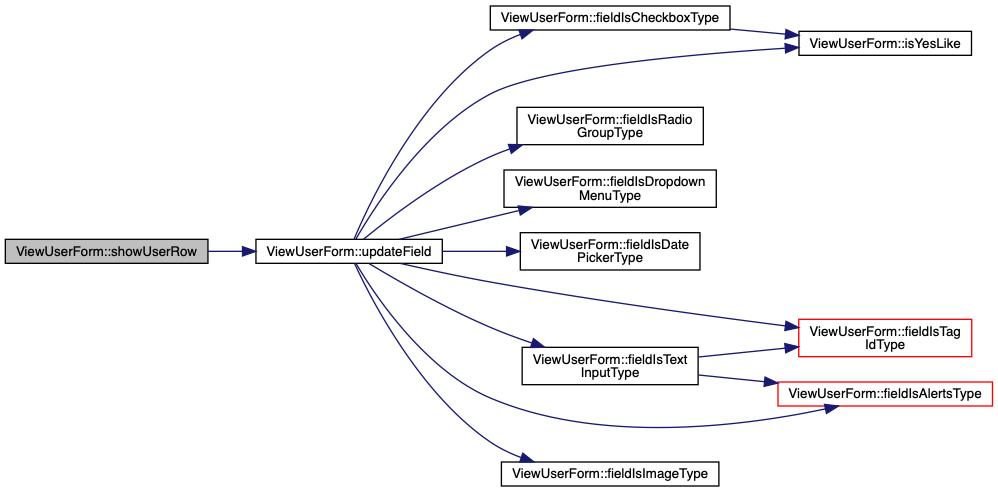 ViewUserForm::showUserRow
ViewUserForm::updateField
ViewUserForm::fieldIsCheckboxType
ViewUserForm::isYesLike
ViewUserForm::fieldIsRadio
GroupType
ViewUserForm::fieldIsDropdown
MenuType
ViewUserForm::fieldIsDate
PickerType
ViewUserForm::fieldIsTag
IdType
ViewUserForm::fieldIsText
InputType
ViewUserForm::fieldIsAlertsType
ViewUserForm::fieldIsImageType